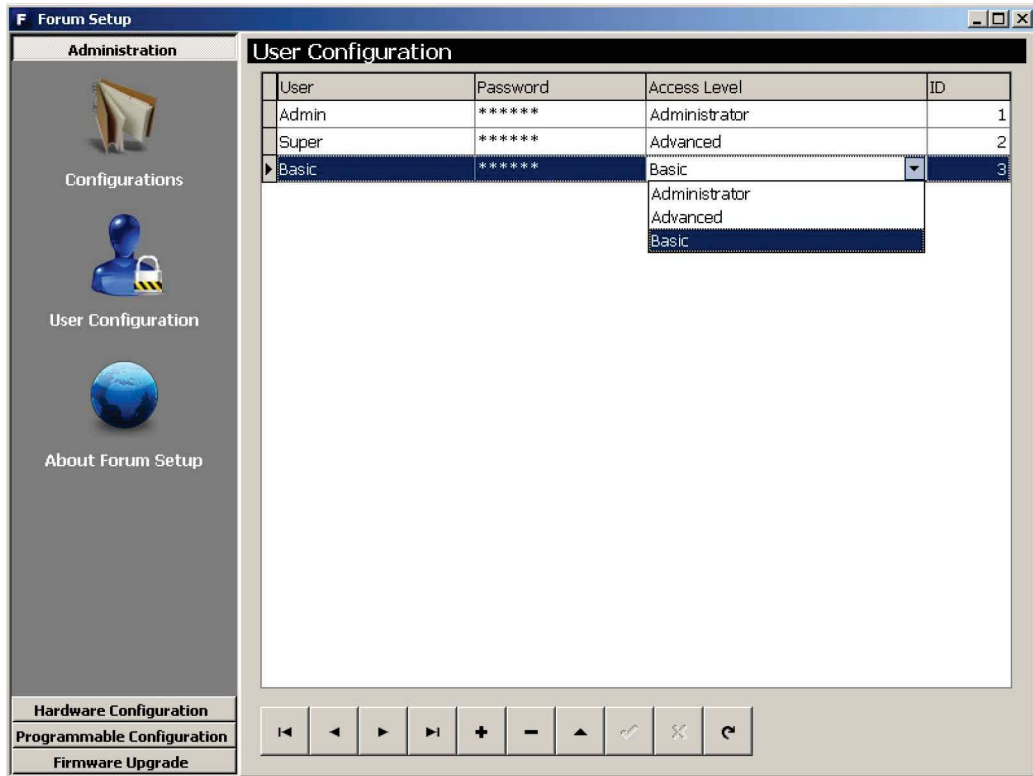 F Forum Setup
Administration
Configurations
User Configuration
About Forum Setup
Hardware Configuration
Programmable Configuration
Firmware Upgrade
User Configuration
User Password Access Level ID
Admin ****** Administrator 1
Super ****** Advanced 2
Basic ****** Basic 3
Administrator
Advanced
Basic